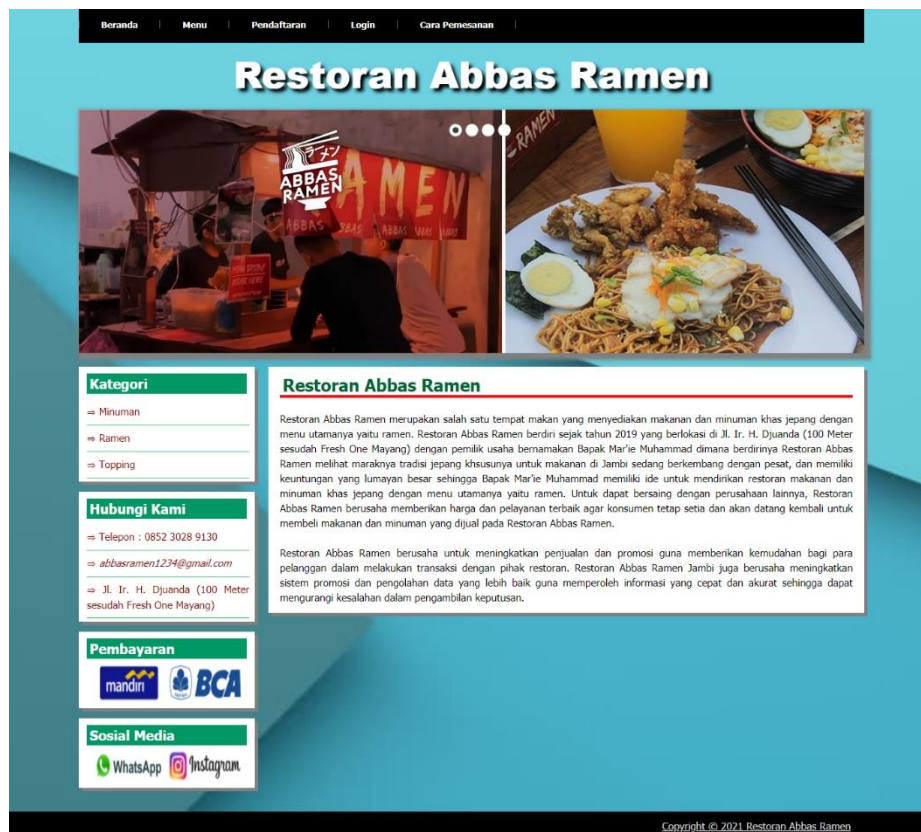 Beranda
Menu
Pendaftaran
Login
Cara Pemesanan
Restoran Abbas Ramen
ラーメン
ABBAS
RAMEN
RAMEN
Kategori
⇒ Minuman
⇒ Ramen
⇒ Topping
Hubungi Kami
⇒ Telepon : 0852 3028 9130
⇒ abbasramen1234@gmail.com
⇒ Jl. Ir. H. Djuanda (100 Meter
sesudah Fresh One Mayang)
Pembayaran
mandiri
BCA
Sosial Media
WhatsApp
Instagram
Restoran Abbas Ramen
Restoran Abbas Ramen merupakan salah satu tempat makan yang menyediakan makanan dan minuman khas jepang dengan
menu utamanya yaitu ramen. Restoran Abbas Ramen berdiri sejak tahun 2019 yang berlokasi di Jl. Ir. H. Djuanda (100 Meter
sesudah Fresh One Mayang) dengan pemilik usaha bernamakan Bapak Mar'ie Muhammad dimana berdirinya Restoran Abbas
Ramen melihat maraknya tradisi jepang khsusunya untuk makanan di Jambi sedang berkembang dengan pesat, dan memiliki
keuntungan yang lumayan besar sehingga Bapak Mar'ie Muhammad memiliki ide untuk mendirikan restoran makanan dan
minuman khas jepang dengan menu utamanya yaitu ramen. Untuk dapat bersaing dengan perusahaan lainnya, Restoran
Abbas Ramen berusaha memberikan harga dan pelayanan terbaik agar konsumen tetap setia dan akan datang kembali untuk
membeli makanan dan minuman yang dijual pada Restoran Abbas Ramen.
Restoran Abbas Ramen berusaha untuk meningkatkan penjualan dan promosi guna memberikan kemudahan bagi para
pelanggan dalam melakukan transaksi dengan pihak restoran. Restoran Abbas Ramen Jambi juga berusaha meningkatkan
sistem promosi dan pengolahan data yang lebih baik guna memperoleh informasi yang cepat dan akurat sehingga dapat
mengurangi kesalahan dalam pengambilan keputusan.
Copyright © 2021 Restoran Abbas Ramen